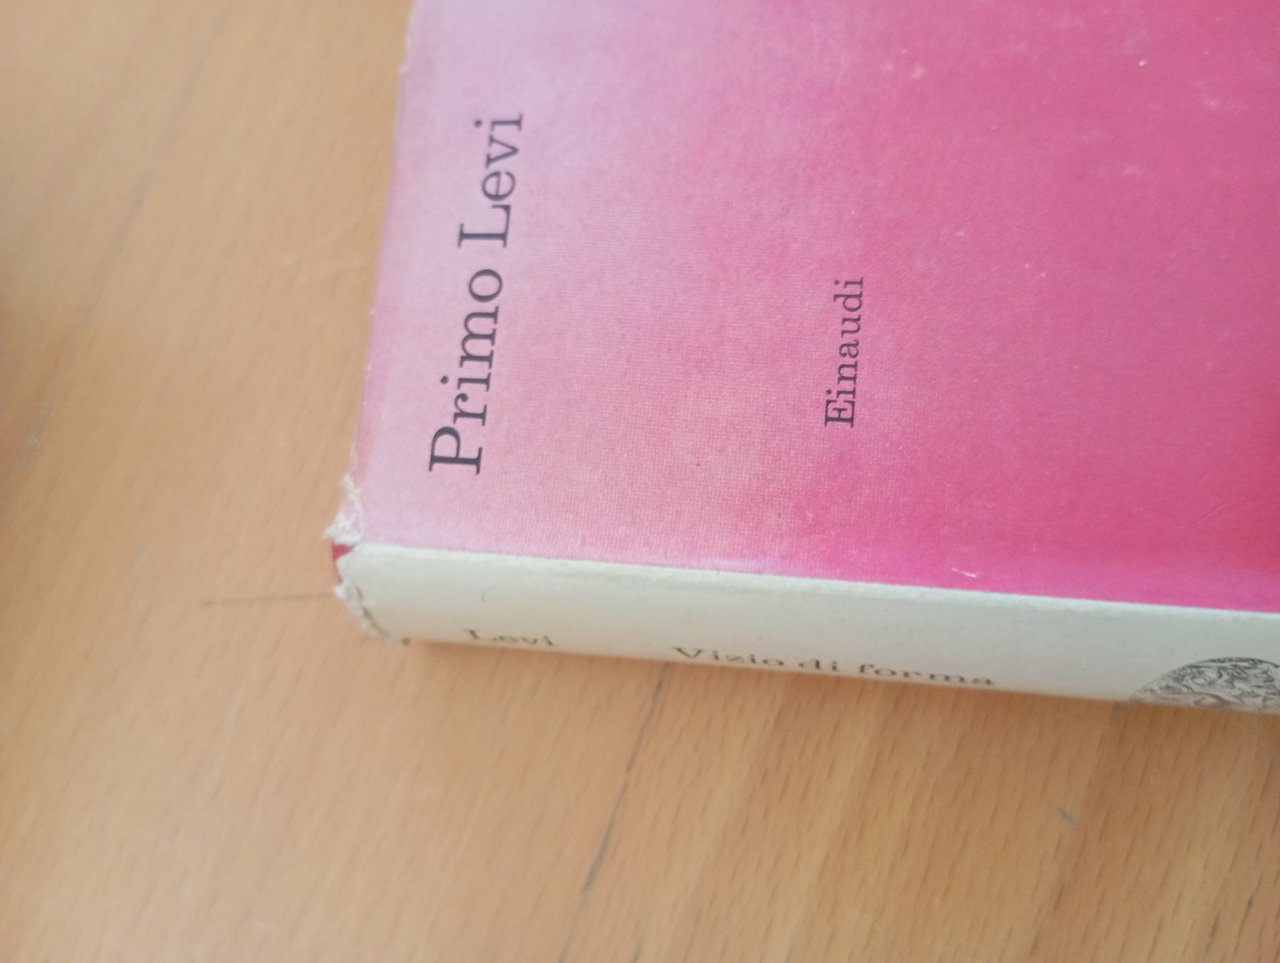 Primo Levi
Einaudi
Levi
Vizio di forma